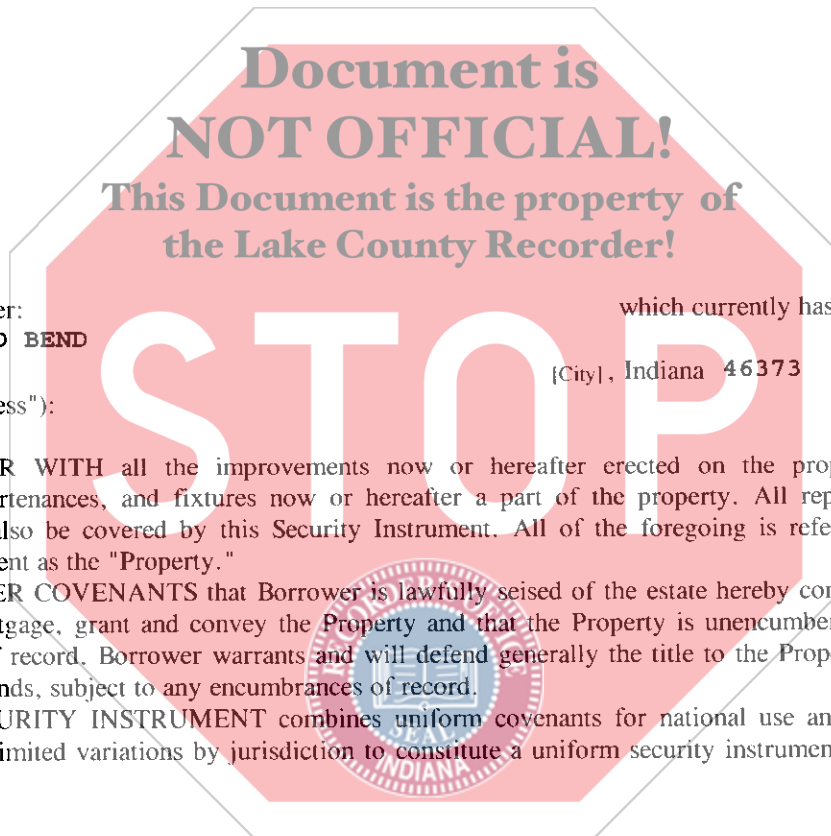 Document is
NOT OFFICIAL!
This Document is the property of
the Lake County Recorder!
er: which currently has
D BEND
[City], Indiana 46373
ess"):
STOP
R WITH all the improvements now or hereafter erected on the prop
rtenances, and fixtures now or hereafter a part of the property. All rep
also be covered by this Security Instrument. All of the foregoing is refe
ent as the "Property."
ER COVENANTS that Borrower is lawfully seised of the estate hereby con
tgage, grant and convey the Property and that the Property is unencumber
f record. Borrower warrants and will defend generally the title to the Prope
nds, subject to any encumbrances of record.
URITY INSTRUMENT combines uniform covenants for national use an
imited variations by jurisdiction to constitute a uniform security instrumen
RECORDER'S OFFICE
SEAL
INDIANA